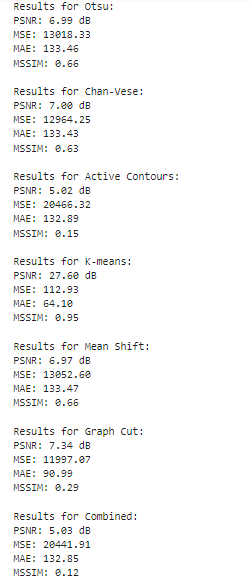 Results for Otsu:
PSNR: 6.99 dB
MSE: 13018.33
MAE: 133.46
MSSIM: 0.66
Results for Chan-Vese:
PSNR: 7.00 dB
MSE: 12964.25
MAE: 133.43
MSSIM: 0.63
Results for Active Contours:
PSNR: 5.02 dB
MSE: 20466.32
MAE: 132.89
MSSIM: 0.15
Results for K-means:
PSNR: 27.60 dB
MSE: 112.93
MAE: 64.10
MSSIM: 0.95
Results for Mean Shift:
PSNR: 6.97 dB
MSE: 13052.60
MAE: 133.47
MSSIM: 0.66
Results for Graph Cut:
PSNR: 7.34 dB
MSE: 11997.07
MAE: 90.99
MSSIM: 0.29
Results for Combined:
PSNR: 5.03 dB
MSE: 20441.91
MAE: 132.85
MSSIM: 0.12